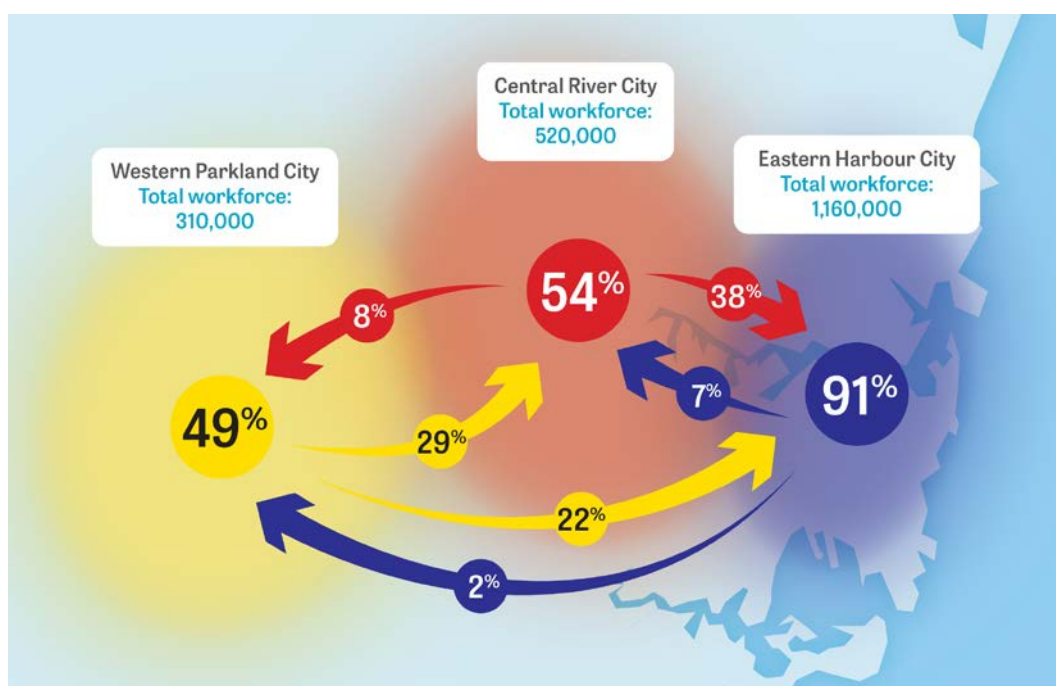 Central River City
Total workforce:
520,000
Western Parkland City
Total workforce:
310,000
Eastern Harbour City
Total workforce:
1,160,000
54%
38%
8%
91%
7%
49%
29%
22%
2%